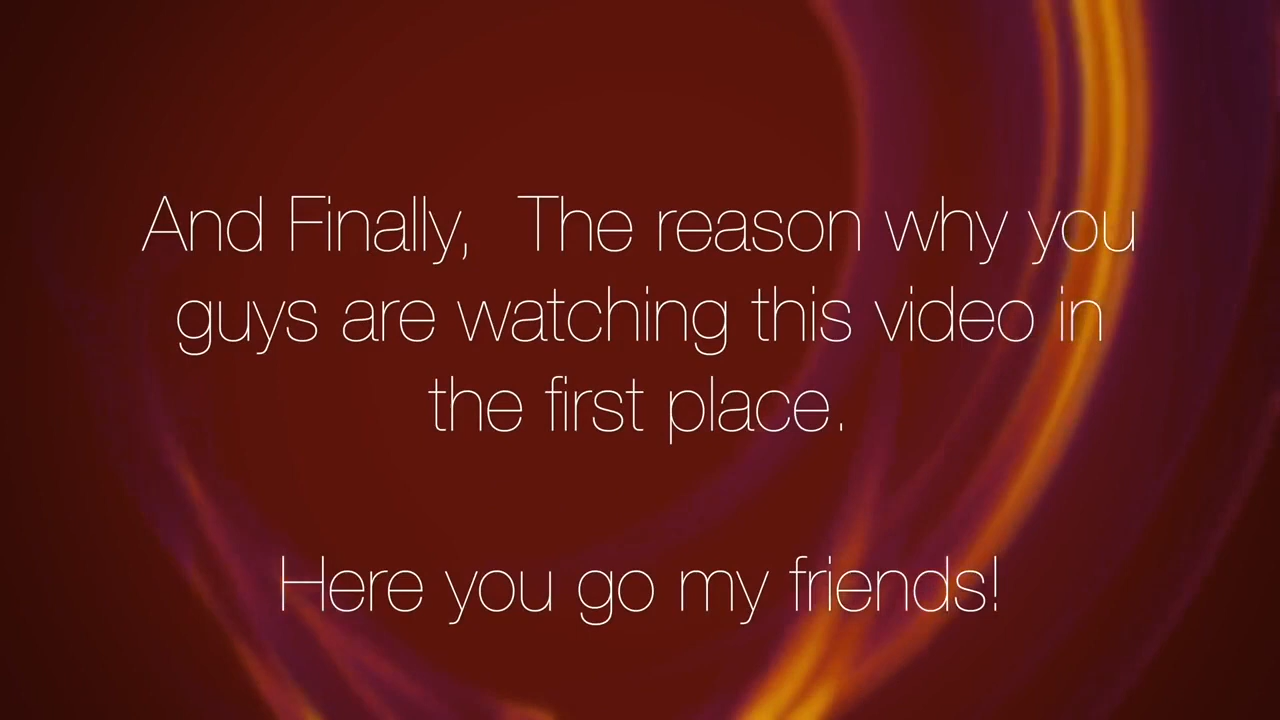 And Finally,  The reason why you
guys are watching this video in
the first place.
Here you go my friends!